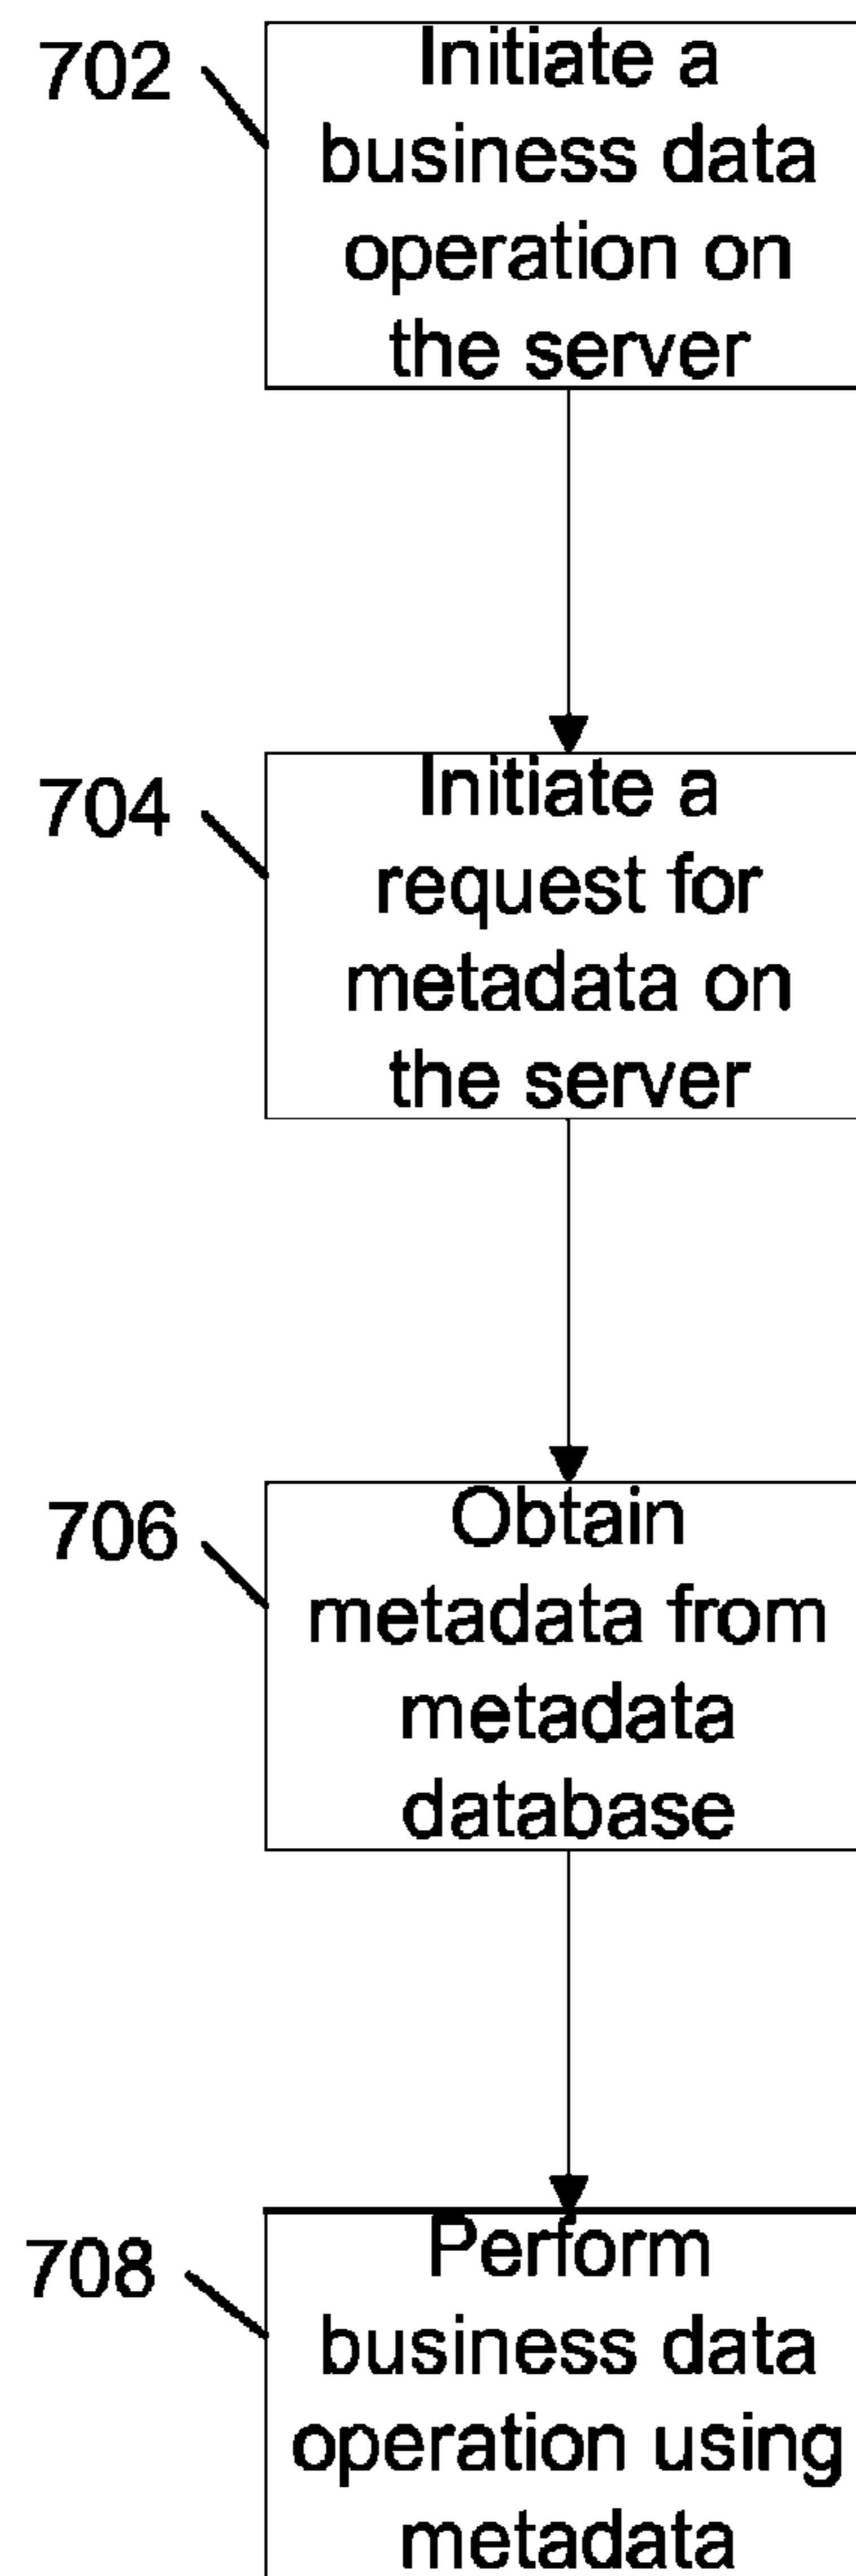 702
Initiate a
business data
operation on
the server
704
Initiate a
request for
metadata on
the server
706
Obtain
metadata from
metadata
database
708
Perform
business data
operation using
metadata